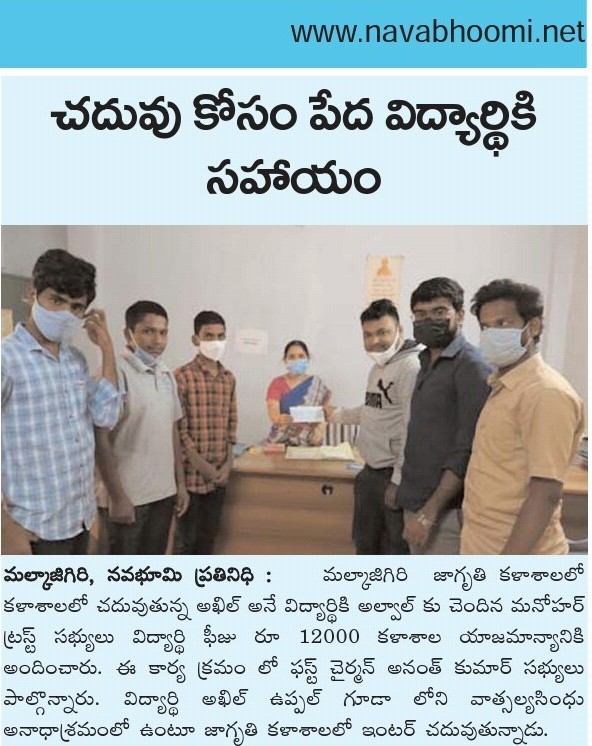 www.navabhoomi.net
చదువు కోసం పేద విద్యార్థికి
సహాయం
మల్కాజిగిరి, నవభూమి ప్రతినిధి : మల్కాజిగిరి జాగృతి కళాశాలలో
కళాశాలలో చదువుతున్న అఖిల్ అనే విద్యార్థికి అల్వాల్ కు చెందిన మనోహర్
ట్రస్ట్ సభ్యులు విద్యార్థి ఫీజు రూ 12000 కళాశాల యాజమాన్యానికి
అందించారు. ఈ కార్య క్రమం లో ఫస్ట్ చైర్మన్ అనంత్ కుమార్ సభ్యులు
పాల్గొన్నారు. విద్యార్థి అఖిల్ ఉప్పల్ గూడా లోని వాత్సల్యసింధు
అనాధాశ్రమంలో ఉంటూ జాగృతి కళాశాలలో ఇంటర్ చదువుతున్నాడు.